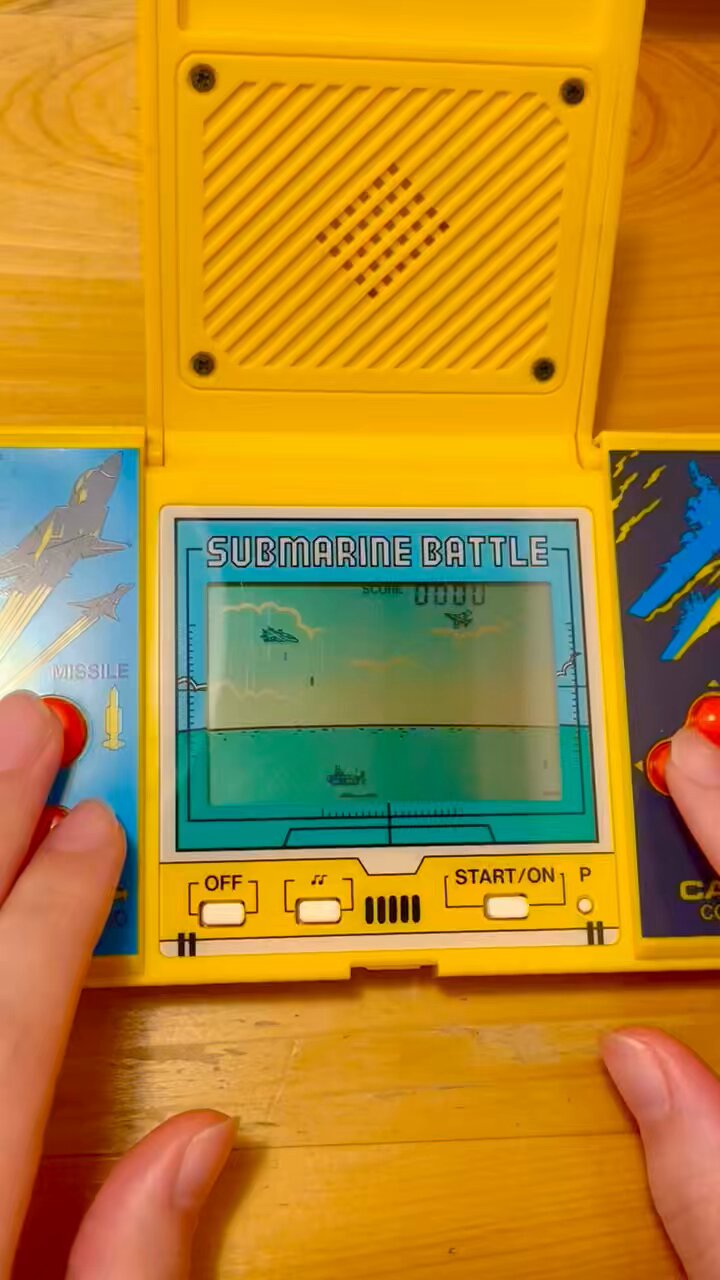 SUBMARINE BATTLE
SCORE 0000
MISSILE
OFF
START/ON P